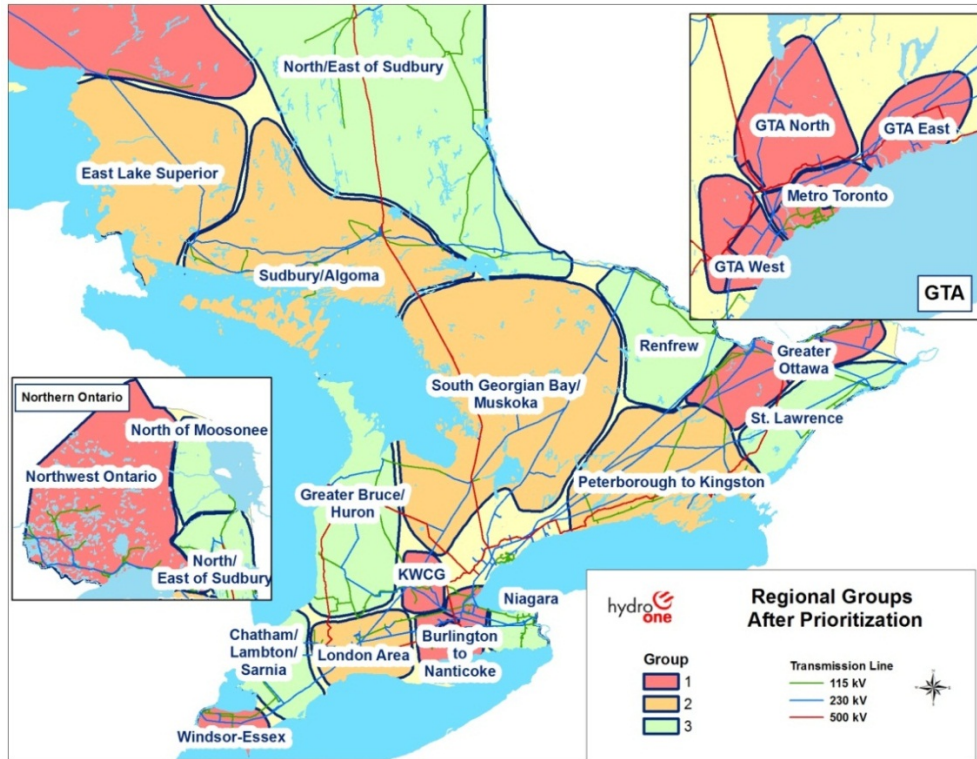 North/East of Sudbury
East Lake Superior
Sudbury/Algoma
GTA North
GTA East
Metro Toronto
GTA West
GTA
Renfrew
Greater
Ottawa
South Georgian Bay/
Muskoka
St. Lawrence
Northern Ontario
North of Moosonee
Northwest Ontario
North/
East of Sudbury
Peterborough to Kingston
Greater Bruce/
Huron
KWCG
Niagara
Chatham/
Lambton/
Sarnia
London Area
Burlington
to
Nanticoke
Windsor-Essex
hydro
one
Regional Groups
After Prioritization
Group
1
2
3
Transmission Line
115 kV
230 kV
500 kV